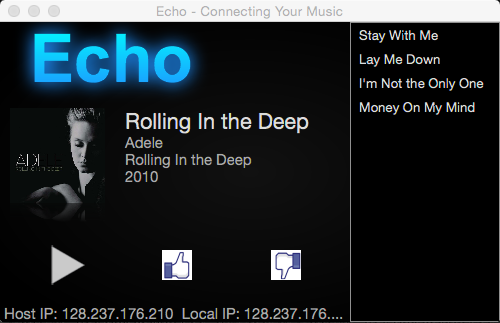 Echo - Connecting Your Music
Echo
Stay With Me
Lay Me Down
I'm Not the Only One
Money On My Mind
ADELE
Rolling In the Deep
Adele
Rolling In the Deep
2010
Host IP: 128.237.176.210 Local IP: 128.237.176....